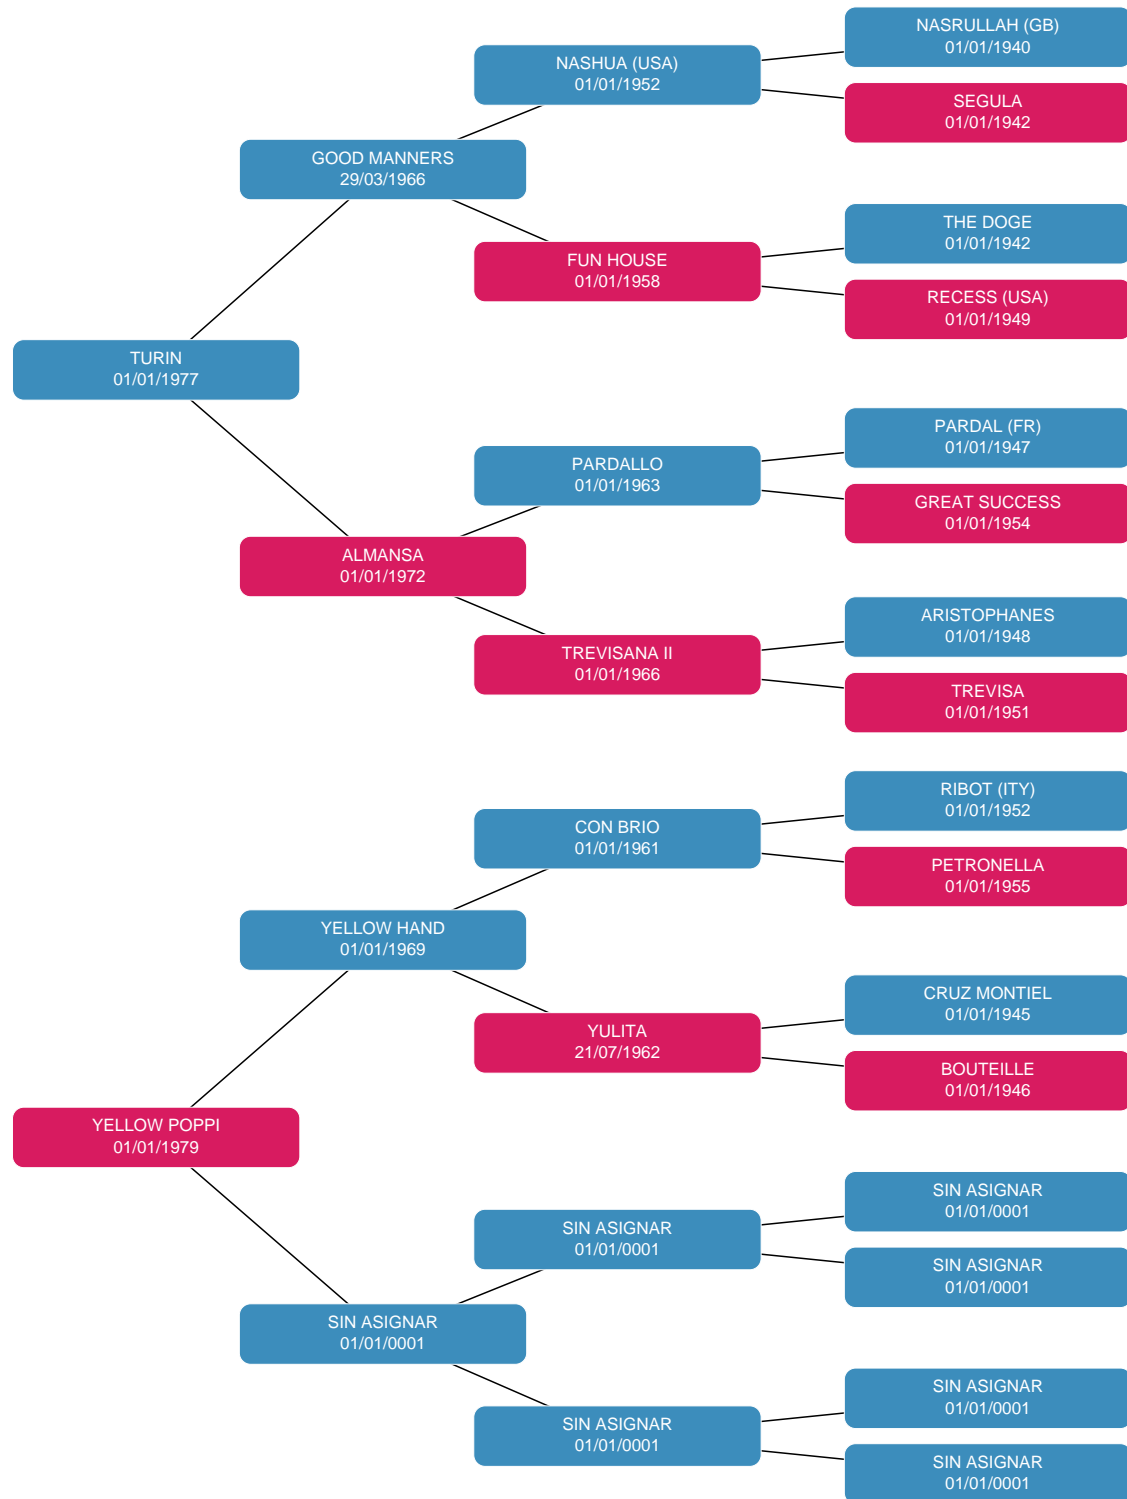 NASRULLAH (GB)
01/01/1940
NASHUA (USA)
01/01/1952
SEGULA
01/01/1942
GOOD MANNERS
29/03/1966
THE DOGE
01/01/1942
FUN HOUSE
01/01/1958
RECESS (USA)
01/01/1949
TURIN
01/01/1977
PARDAL (FR)
01/01/1947
PARDALLO
01/01/1963
GREAT SUCCESS
01/01/1954
ALMANSA
01/01/1972
ARISTOPHANES
01/01/1948
TREVISANA II
01/01/1966
TREVISA
01/01/1951
RIBOT (ITY)
01/01/1952
CON BRIO
01/01/1961
PETRONELLA
01/01/1955
YELLOW HAND
01/01/1969
CRUZ MONTIEL
01/01/1945
YULITA
21/07/1962
BOUTEILLE
01/01/1946
YELLOW POPPI
01/01/1979
SIN ASIGNAR
01/01/0001
SIN ASIGNAR
01/01/0001
SIN ASIGNAR
01/01/0001
SIN ASIGNAR
01/01/0001
SIN ASIGNAR
01/01/0001
SIN ASIGNAR
01/01/0001
SIN ASIGNAR
01/01/0001